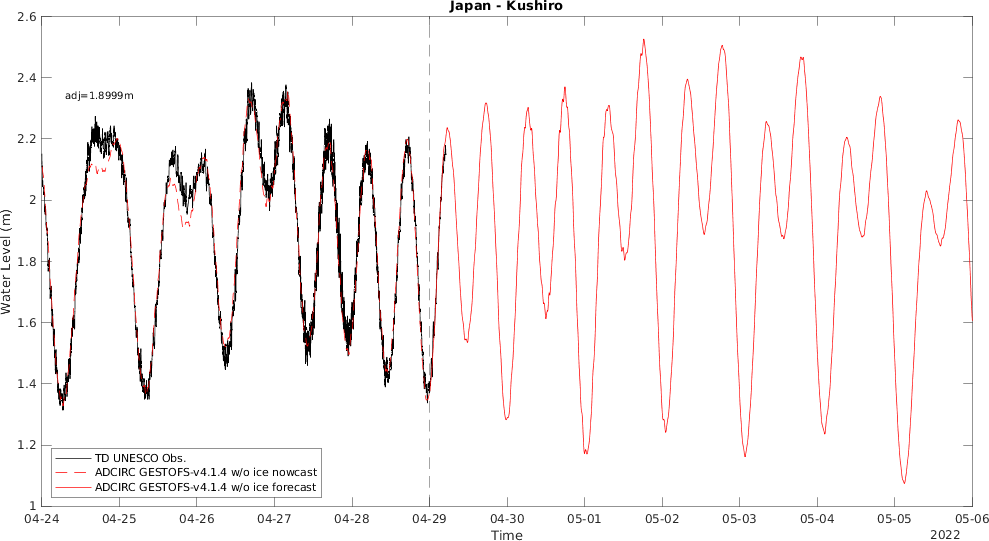 Japan - Kushiro
2.6
2.4
adj=1.8999m
2.2
2
1.8
1.6
1.4
1.2
1
Water Level (m)
TD UNESCO Obs.
ADCIRC GESTOFS-v4.1.4 w/o ice nowcast
ADCIRC GESTOFS-v4.1.4 w/o ice forecast
04-24 04-25 04-26 04-27 04-28 04-29 04-30 05-01 05-02 05-03 05-04 05-05 05-06
Time
2022